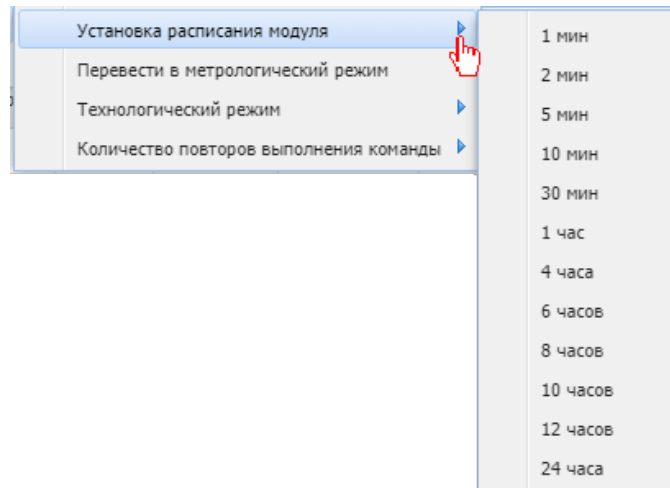 Установка расписания модуля
Перевести в метрологический режим
Технологический режим
Количество повторов выполнения команды
1 мин
2 мин
5 мин
10 мин
30 мин
1 час
4 часа
6 часов
8 часов
10 часов
12 часов
24 часа